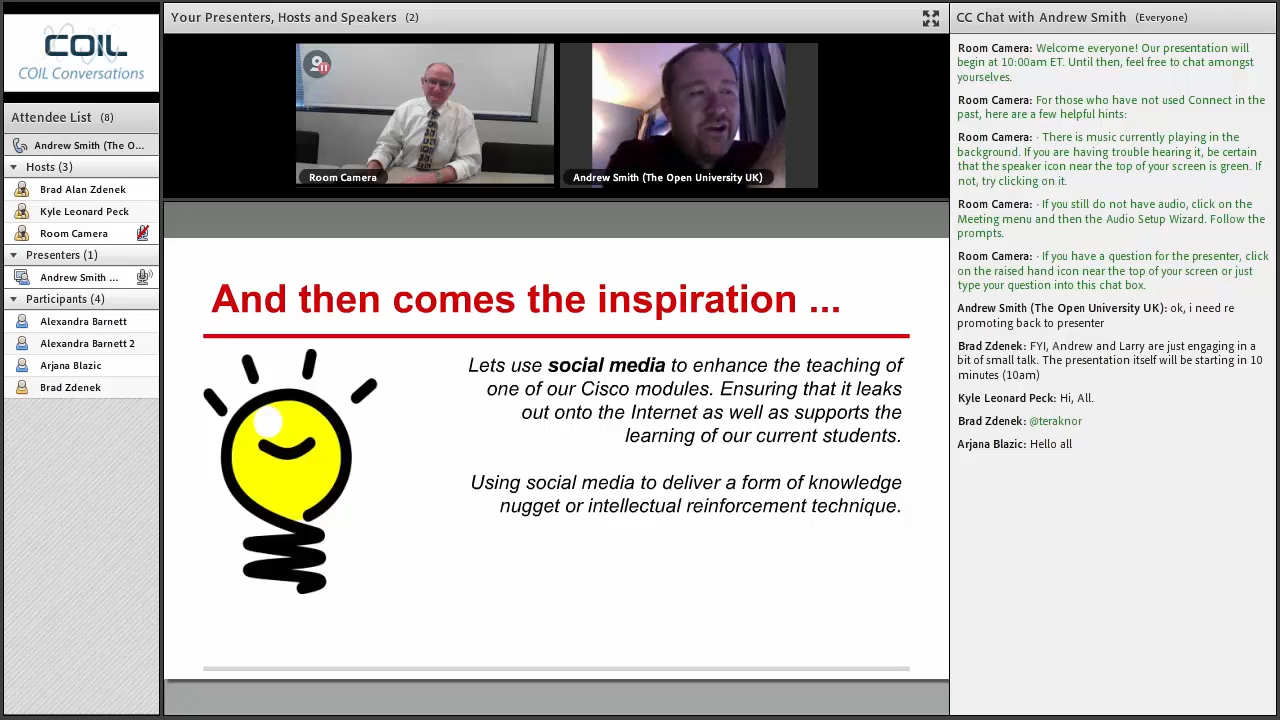 COIL
COIL Conversations
Attendee List (8)
Andrew Smith (The O...
Hosts (3)
Brad Alan Zdenek
Kyle Leonard Peck
Room Camera
Presenters (1)
Andrew Smith ...
Participants (4)
Alexandra Barnett
Alexandra Barnett 2
Arjana Blazic
Brad Zdenek
Your Presenters, Hosts and Speakers (2)
Room Camera
Andrew Smith (The Open University UK)
And then comes the inspiration ...
Lets use social media to enhance the teaching of
one of our Cisco modules. Ensuring that it leaks
out onto the Internet as well as supports the
learning of our current students.
Using social media to deliver a form of knowledge
nugget or intellectual reinforcement technique.
CC Chat with Andrew Smith (Everyone)
Room Camera: Welcome everyone! Our presentation will
begin at 10:00am ET. Until then, feel free to chat amongst
yourselves.
Room Camera: For those who have not used Connect in the
past, here are a few helpful hints:
Room Camera: · There is music currently playing in the
background. If you are having trouble hearing it, be certain
that the speaker icon near the top of your screen is green. If
not, try clicking on it.
Room Camera: · If you still do not have audio, click on the
Meeting menu and then the Audio Setup Wizard. Follow the
prompts.
Room Camera: · If you have a question for the presenter, click
on the raised hand icon near the top of your screen or just
type your question into this chat box.
Andrew Smith (The Open University UK): ok, i need re
promoting back to presenter
Brad Zdenek: FYI, Andrew and Larry are just engaging in a
bit of small talk. The presentation itself will be starting in 10
minutes (10am)
Kyle Leonard Peck: Hi, All.
Brad Zdenek: @teraknor
Arjana Blazic: Hello all